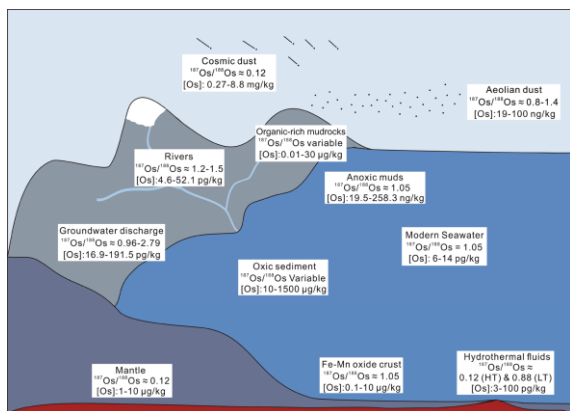 Cosmic dust
¹⁸⁷Os/¹⁸⁸Os ≈ 0.12
[Os]: 0.27-8.8 mg/kg
Aeolian dust
¹⁸⁷Os/¹⁸⁸Os ≈ 0.8-1.4
[Os]:19-100 ng/kg
Organic-rich mudrocks
¹⁸⁷Os/¹⁸⁸Os variable
[Os]:0.01-30 µg/kg
Rivers
¹⁸⁷Os/¹⁸⁸Os ≈ 1.2-1.5
[Os]:4.6-52.1 pg/kg
Anoxic muds
¹⁸⁷Os/¹⁸⁸Os ≈ 1.05
[Os]:19.5-258.3 ng/kg
Groundwater discharge
¹⁸⁷Os/¹⁸⁸Os ≈ 0.96-2.79
[Os]:16.9-191.5 pg/kg
Modern Seawater
¹⁸⁷Os/¹⁸⁸Os ≈ 1.05
[Os]: 6-14 pg/kg
Oxic sediment
¹⁸⁷Os/¹⁸⁸Os Variable
[Os]:10-1500 µg/kg
Mantle
¹⁸⁷Os/¹⁸⁸Os ≈ 0.12
[Os]:1-10 µg/kg
Fe-Mn oxide crust
¹⁸⁷Os/¹⁸⁸Os ≈ 1.05
[Os]:0.1-10 µg/kg
Hydrothermal fluids
¹⁸⁷Os/¹⁸⁸Os ≈
0.12 (HT) & 0.88 (LT)
[Os]:3-100 pg/kg